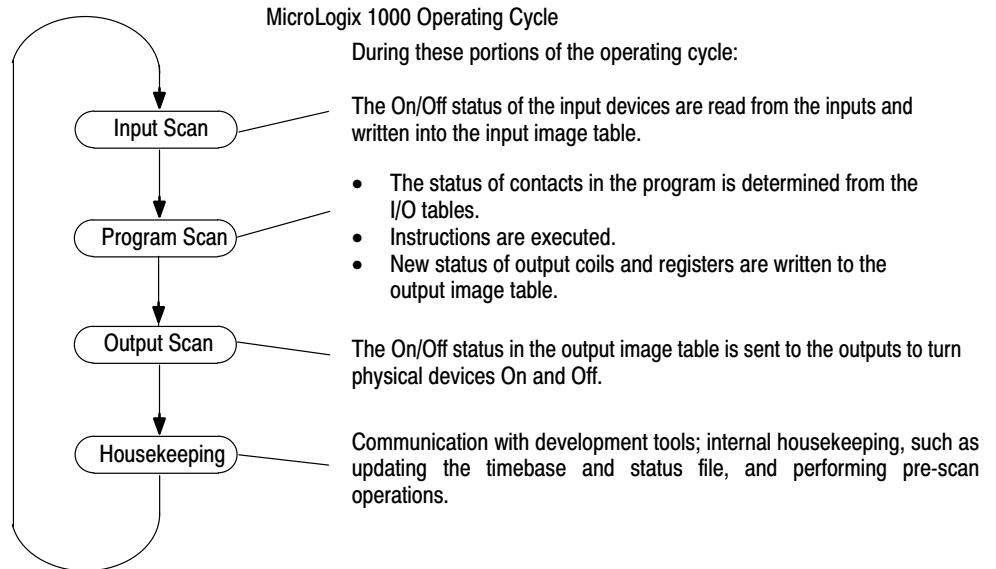 MicroLogix 1000 Operating Cycle
During these portions of the operating cycle:
Input Scan
The On/Off status of the input devices are read from the inputs and
written into the input image table.
Program Scan
• The status of contacts in the program is determined from the
I/O tables.
• Instructions are executed.
• New status of output coils and registers are written to the
output image table.
Output Scan
The On/Off status in the output image table is sent to the outputs to turn
physical devices On and Off.
Housekeeping
Communication with development tools; internal housekeeping, such as
updating the timebase and status file, and performing pre-scan
operations.